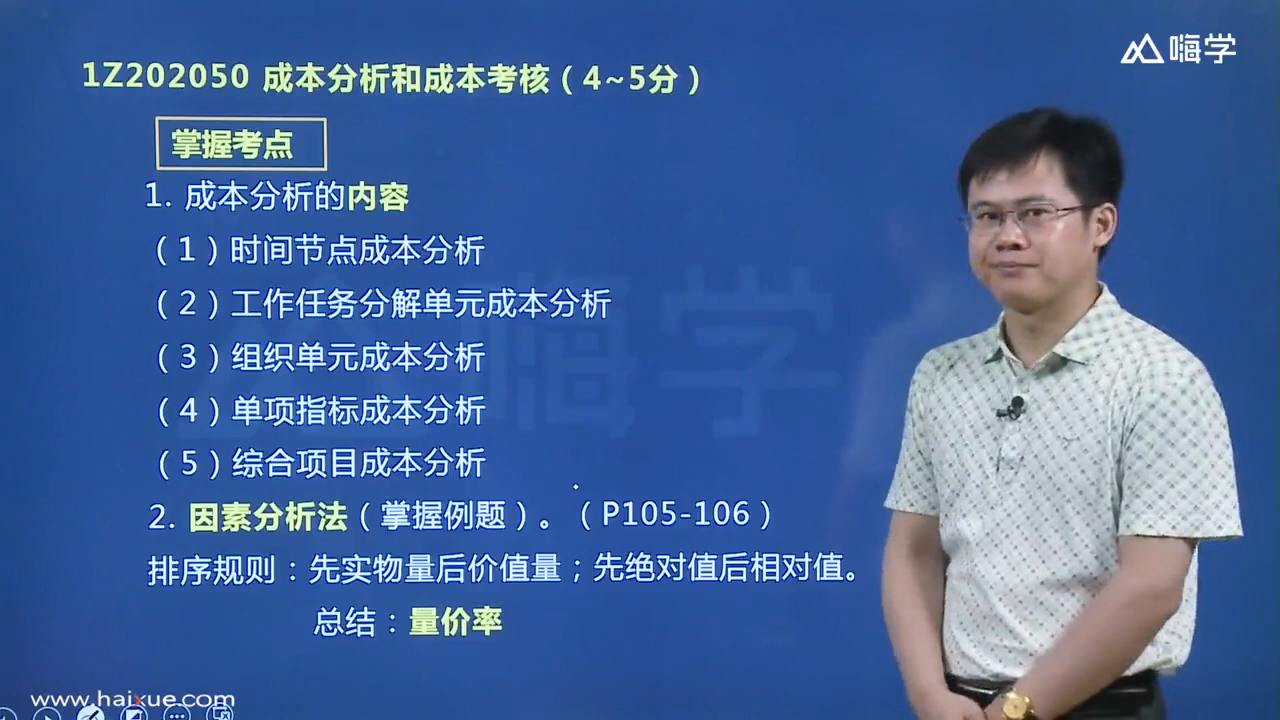 嗨学
1Z202050 成本分析和成本考核（4~5分）
掌握考点
1. 成本分析的内容
（1）时间节点成本分析
（2）工作任务分解单元成本分析
（3）组织单元成本分析
（4）单项指标成本分析
（5）综合项目成本分析
嗨学
2. 因素分析法（掌握例题）。（P105-106）
排序规则：先实物量后价值量；先绝对值后相对值。
总结：量价率
www.haixue.com